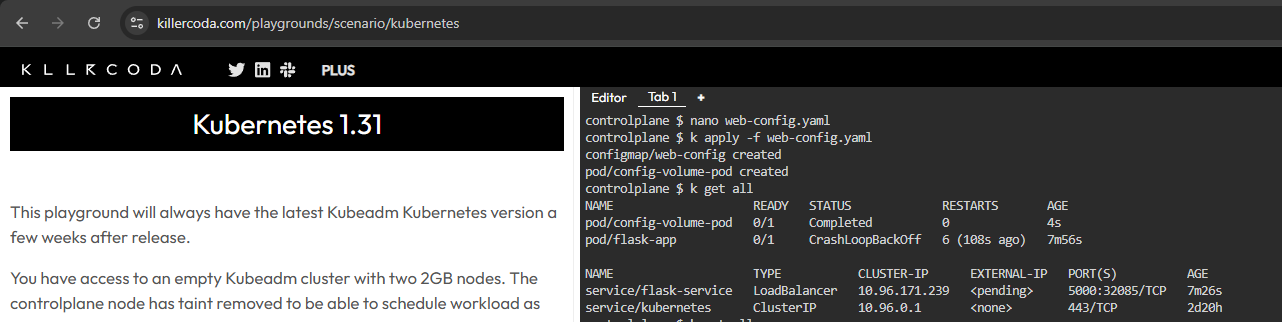 killercoda.com/playgrounds/scenario/kubernetes
KLLRCODA PLUS
Kubernetes 1.31
This playground will always have the latest Kubeadm Kubernetes version a
few weeks after release.
You have access to an empty Kubeadm cluster with two 2GB nodes. The
controlplane node has taint removed to be able to schedule workload as
Editor Tab 1 +
controlplane $ nano web-config.yaml
controlplane $ k apply -f web-config.yaml
configmap/web-config created
pod/config-volume-pod created
controlplane $ k get all
NAME READY STATUS RESTARTS AGE
pod/config-volume-pod 0/1 Completed 0 4s
pod/flask-app 0/1 CrashLoopBackOff 6 (108s ago) 7m56s
NAME TYPE CLUSTER-IP EXTERNAL-IP PORT(S) AGE
service/flask-service LoadBalancer 10.96.171.239 <pending> 5000:32085/TCP 7m26s
service/kubernetes ClusterIP 10.96.0.1 <none> 443/TCP 2d20h